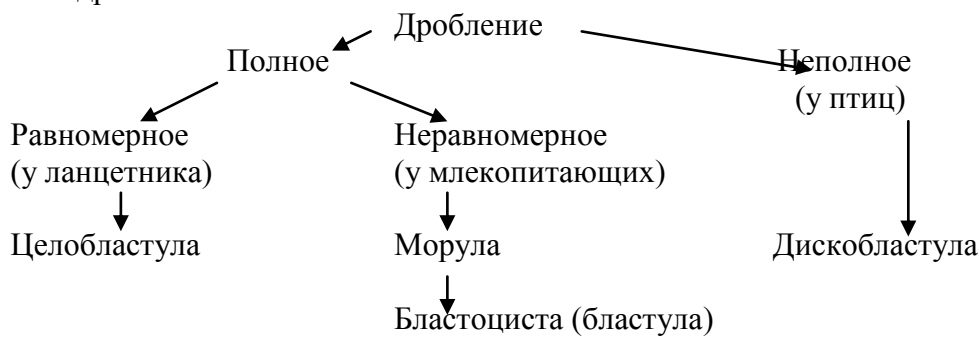 Дробление
Полное
Неполное
(у птиц)
Равномерное
(у ланцетника)
Неравномерное
(у млекопитающих)
Целобластула
Морула
Дискобластула
Бластоциста (бластула)